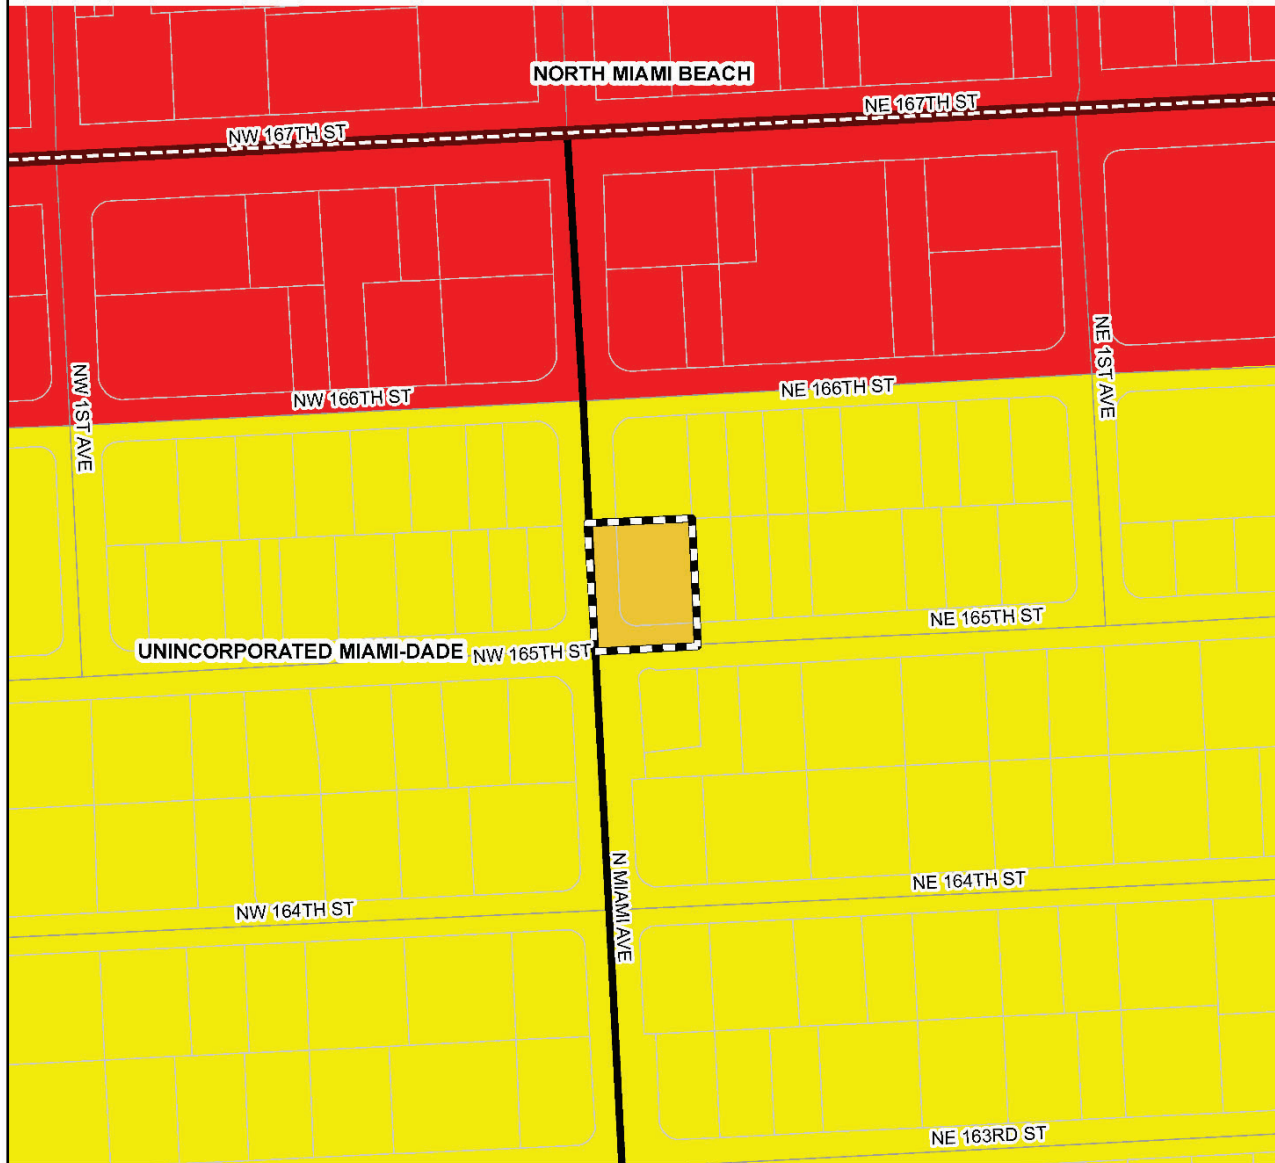 NORTH MIAMI BEACH
NE 167TH ST
NW 167TH ST
NE 1ST AVE
NW 1ST AVE
NE 166TH ST
NW 166TH ST
NE 165TH ST
UNINCORPORATED MIAMI-DADE
NW 165TH ST
N MIAMI AVE
NE 164TH ST
NW 164TH ST
NE 163RD ST